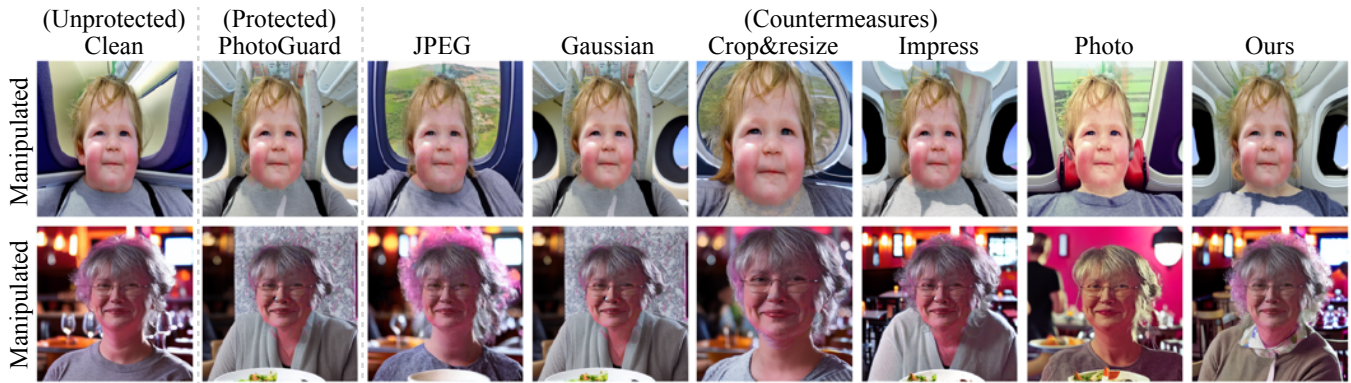 (Unprotected) (Protected) (Countermeasures)
Clean PhotoGuard JPEG Gaussian Crop&resize Impress Photo Ours
Manipulated
Manipulated